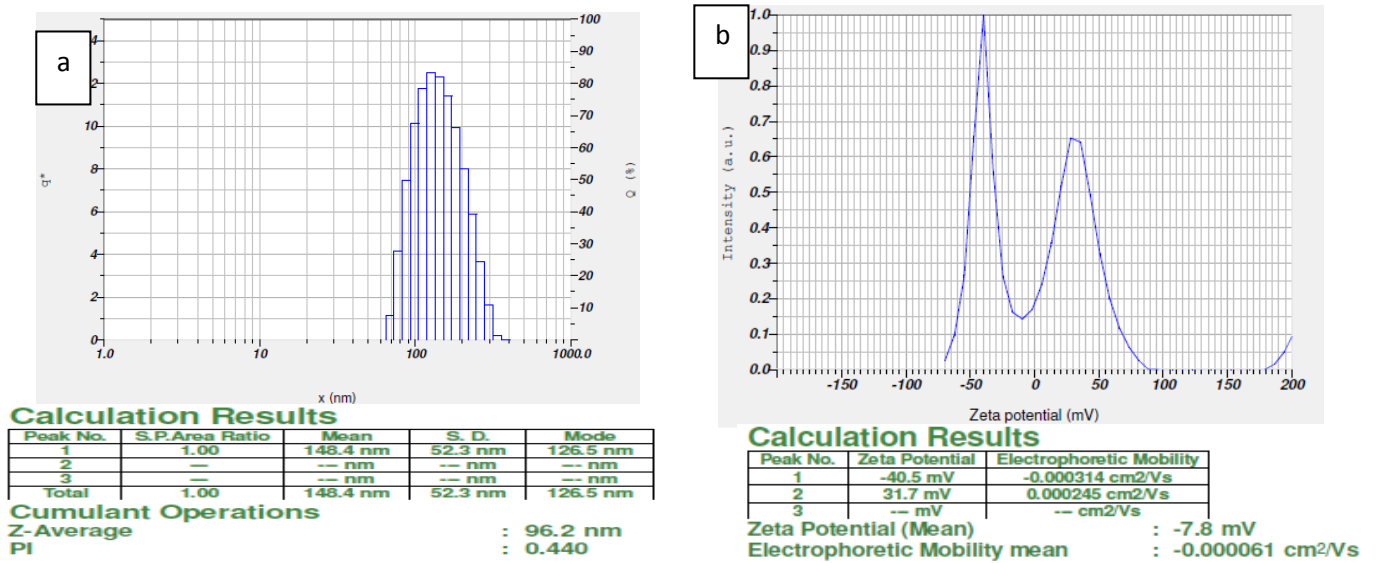 a
4
2
10
8
6
4
2
0
q*
100
90
80
70
60
50
40
30
20
10
Q (%)
1.0 10 100 1000.0
x (nm)
Calculation Results
Peak No. S.P.Area Ratio Mean S. D. Mode
1 1.00 148.4 nm 52.3 nm 126.5 nm
2 — --- nm --- nm --- nm
3 — --- nm --- nm --- nm
Total 1.00 148.4 nm 52.3 nm 126.5 nm
Cumulant Operations
Z-Average : 96.2 nm
PI : 0.440
b
1.0
0.9
0.8
0.7
0.6
0.5
0.4
0.3
0.2
0.1
0.0
Intensity (a.u.)
-150 -100 -50 0 50 100 150 200
Zeta potential (mV)
Calculation Results
Peak No. Zeta Potential Electrophoretic Mobility
1 -40.5 mV -0.000314 cm2/Vs
2 31.7 mV 0.000245 cm2/Vs
3 --- mV --- cm2/Vs
Zeta Potential (Mean) : -7.8 mV
Electrophoretic Mobility mean : -0.000061 cm²/Vs